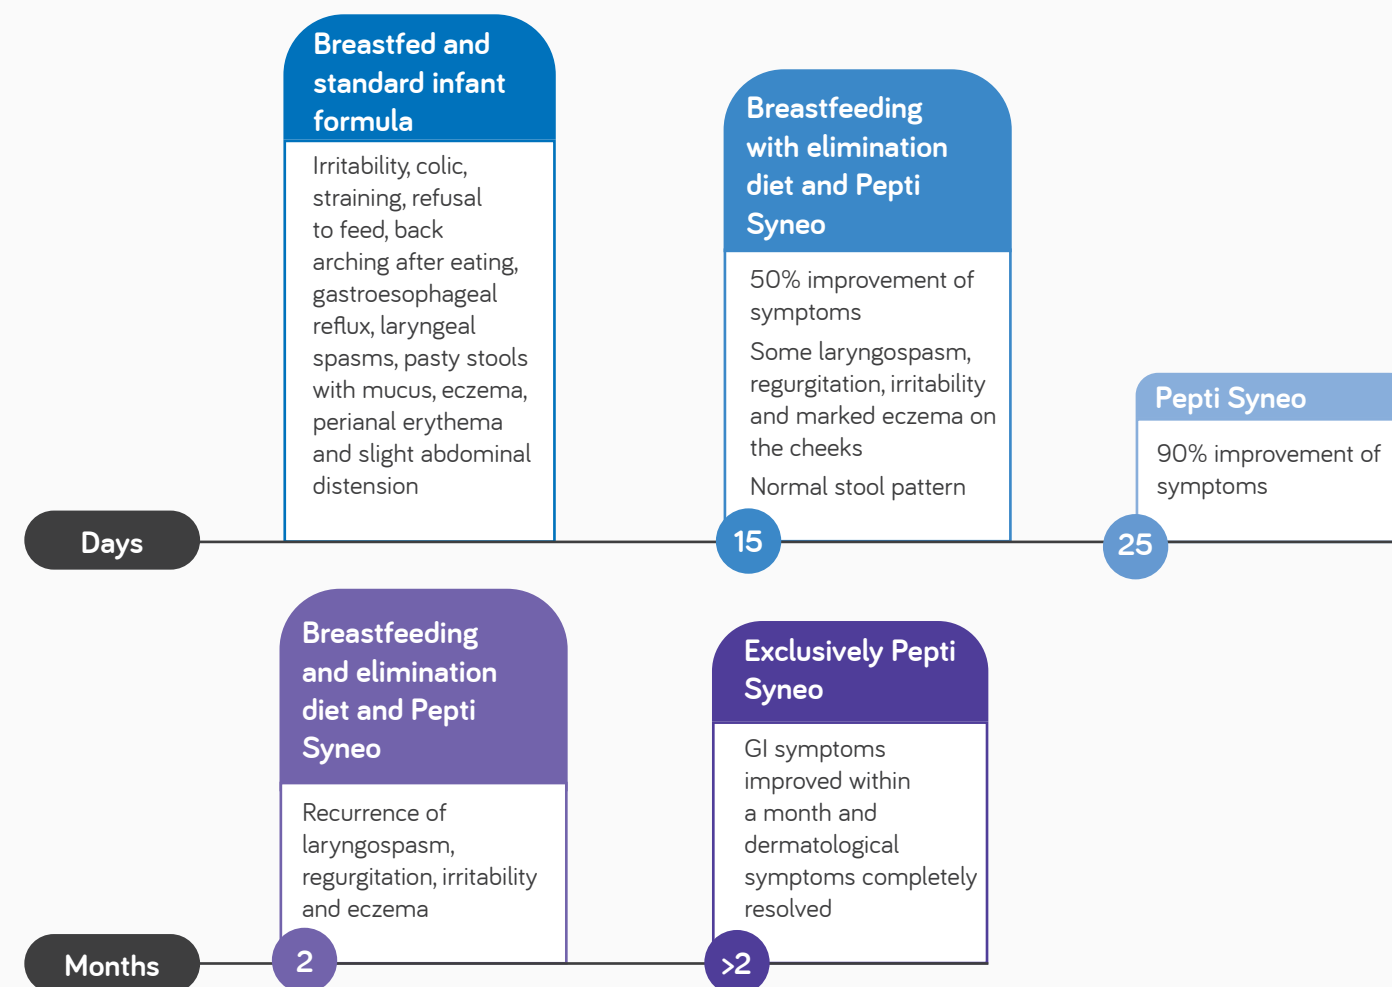 Breastfed and
standard infant
formula
Irritability, colic,
straining, refusal
to feed, back
arching after eating,
gastroesophageal
reflux, laryngeal
spasms, pasty stools
with mucus, eczema,
perianal erythema
and slight abdominal
distension
Breastfeeding
with elimination
diet and Pepti
Syneo
50% improvement of
symptoms
Some laryngospasm,
regurgitation, irritability
and marked eczema on
the cheeks
Normal stool pattern
Pepti Syneo
90% improvement of
symptoms
Days
15
25
Breastfeeding
and elimination
diet and Pepti
Syneo
Recurrence of
laryngospasm,
regurgitation, irritability
and eczema
Exclusively Pepti
Syneo
GI symptoms
improved within
a month and
dermatological
symptoms completely
resolved
Months
2
>2